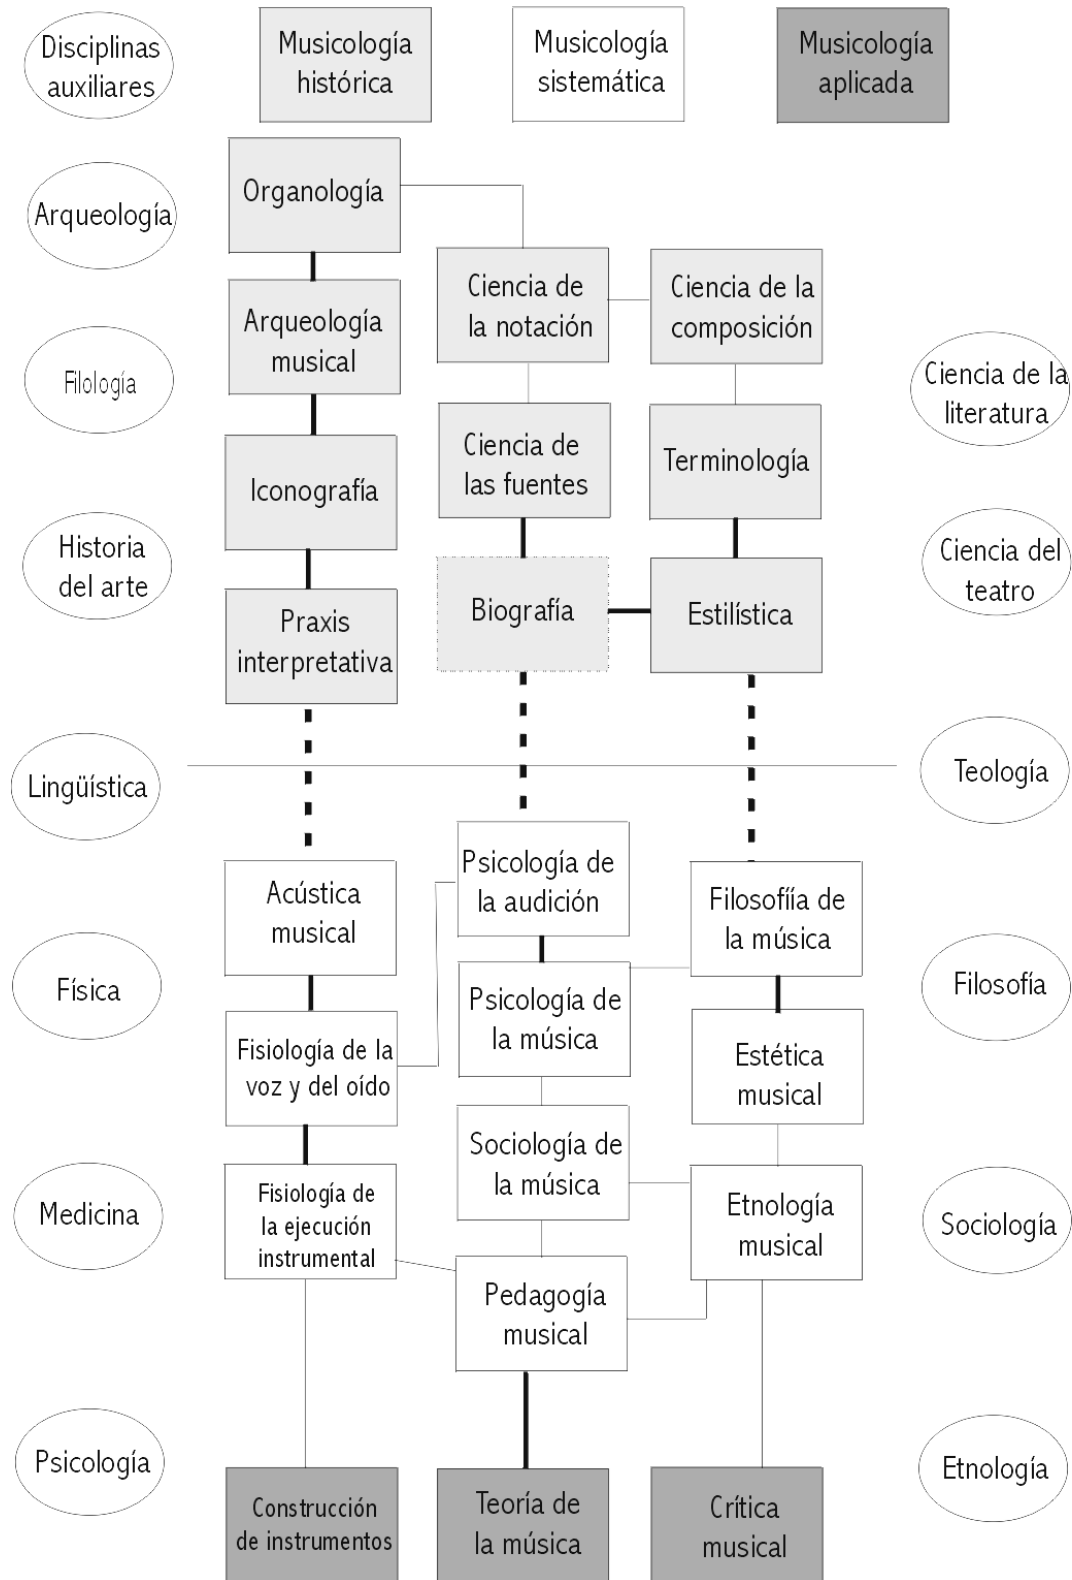 Disciplinas
auxiliares
Musicología
histórica
Musicología
sistemática
Musicología
aplicada
Arqueología
Organología
Ciencia de
la notación
Ciencia de la
composición
Arqueología
musical
Filología
Ciencia de la
literatura
Ciencia de
las fuentes
Terminología
Iconografía
Historia
del arte
Ciencia del
teatro
Biografía
Estilística
Praxis
interpretativa
Lingüística
Teología
Acústica
musical
Psicología de
la audición
Filosofíia de
la música
Física
Filosofía
Psicología de
la música
Fisiología de la
voz y del oído
Estética
musical
Sociología de
la música
Medicina
Fisiología de
la ejecución
instrumental
Etnología
musical
Sociología
Pedagogía
musical
Psicología
Etnología
Construcción
de instrumentos
Teoría de
la música
Crítica
musical